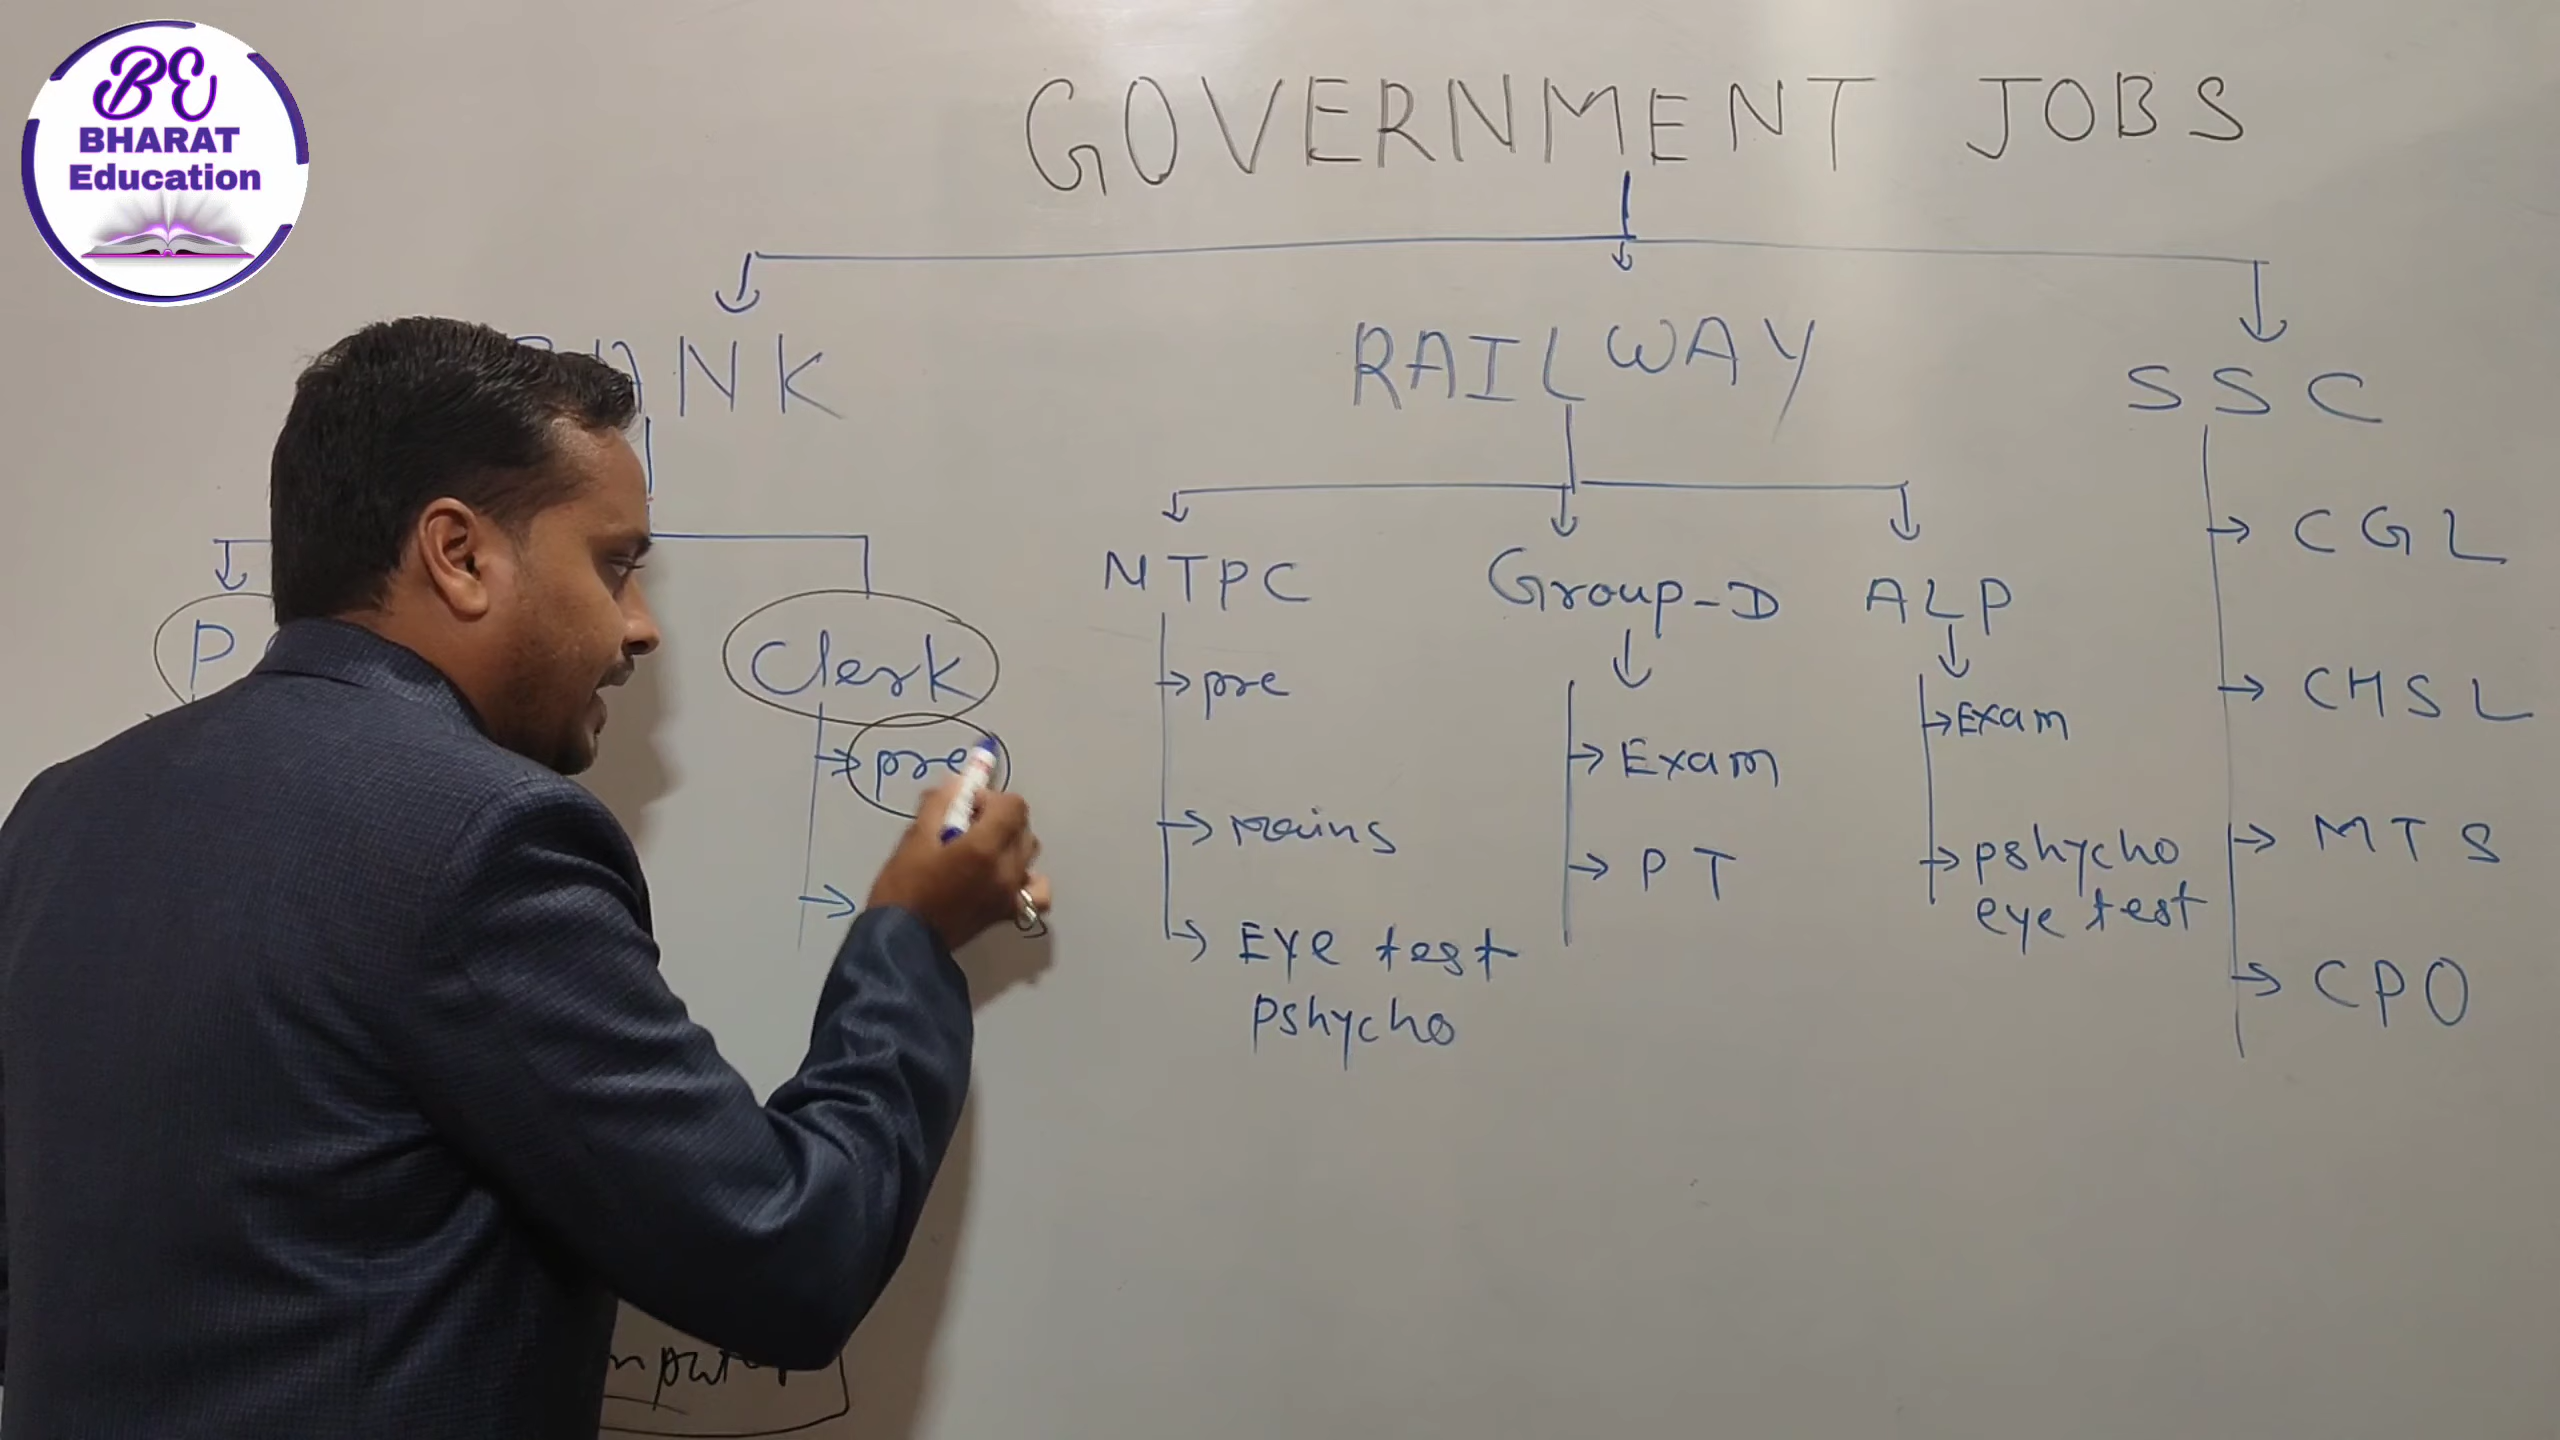 BE
BHARAT
Education
GOVERNMENT JOBS
RAILWAY
SSC
NTPC
pre
mains
Eye test
pshycho
Group-D
Exam
PT
ALP
Exam
pshycho
eye test
CGL
CHSL
MTS
CPO
Clerk
pre